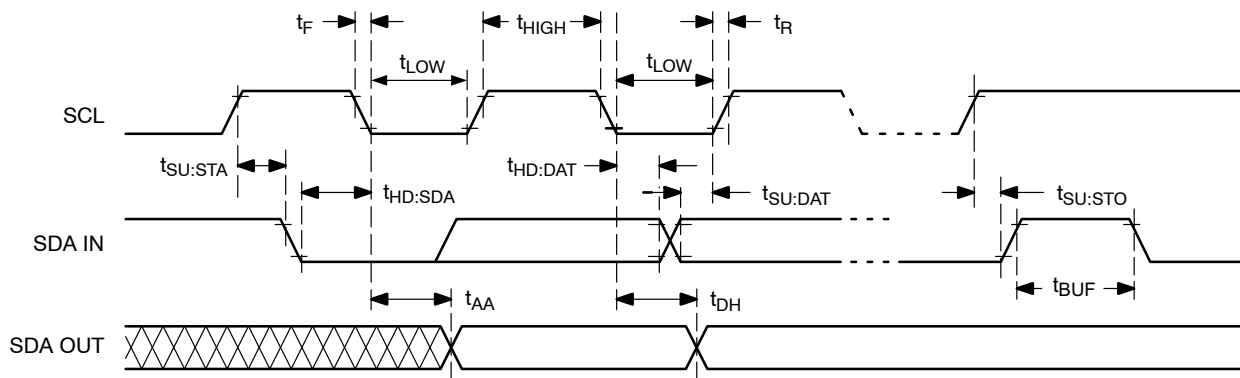 tF tHIGH tR
tLOW tLOW
SCL
tSU:STA tHD:SDA tHD:DAT tSU:DAT tSU:STO
SDA IN
tBUF
tAA tDH
SDA OUT